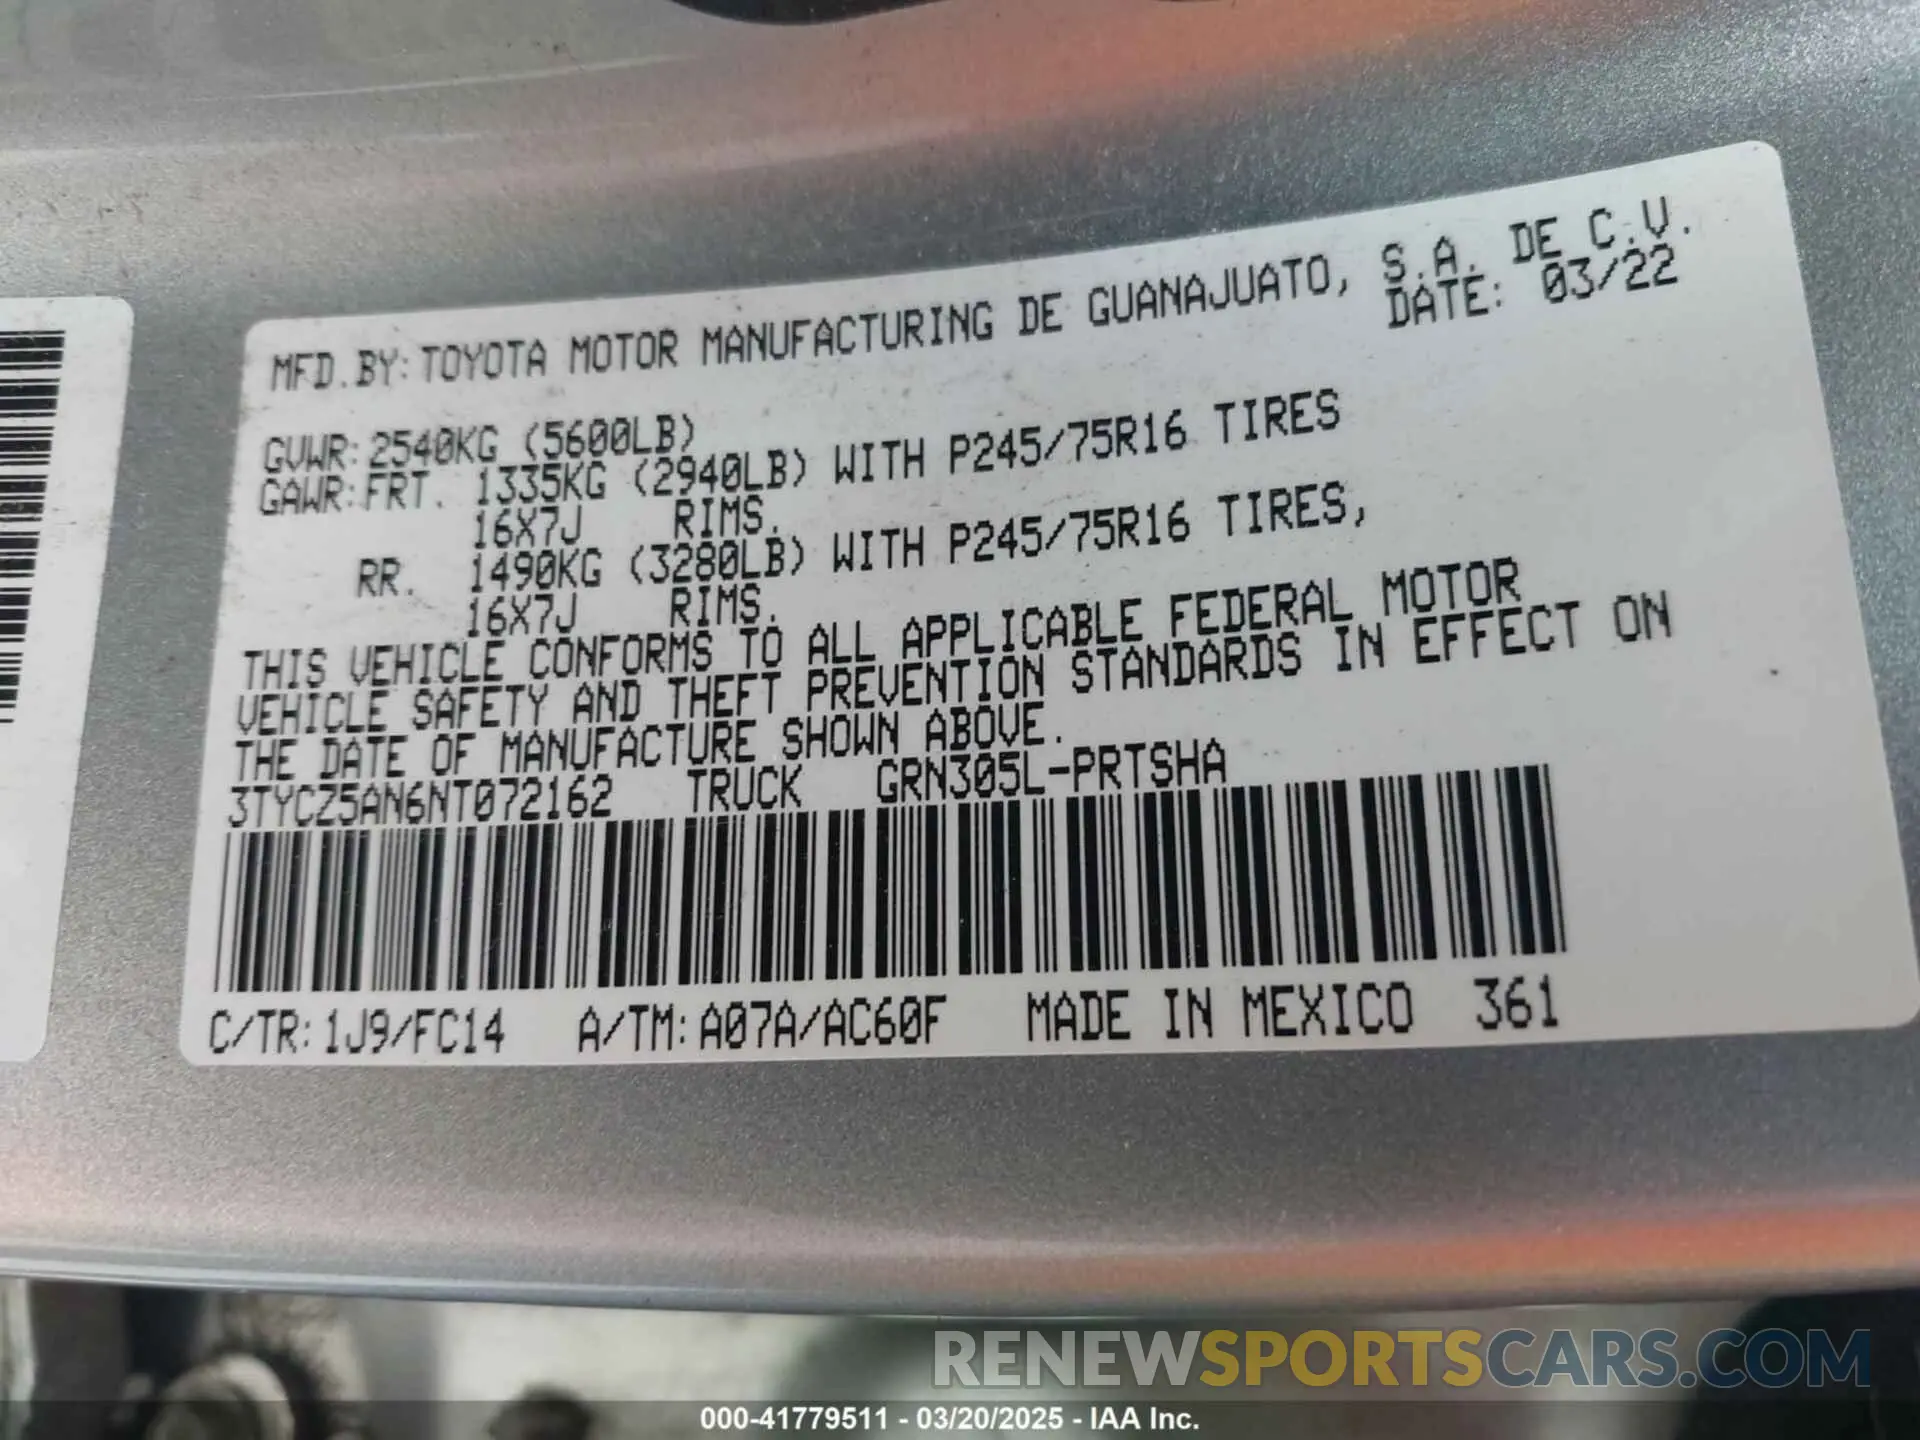 MFD.BY:TOYOTA MOTOR MANUFACTURING DE GUANAJUATO, S.A. DE C.V.
DATE: 03/22
GVWR:2540KG (5600LB)
GAWR:FRT. 1335KG (2940LB) WITH P245/75R16 TIRES
16X7J RIMS.
RR. 1490KG (3280LB) WITH P245/75R16 TIRES,
16X7J RIMS.
THIS VEHICLE CONFORMS TO ALL APPLICABLE FEDERAL MOTOR
VEHICLE SAFETY AND THEFT PREVENTION STANDARDS IN EFFECT ON
THE DATE OF MANUFACTURE SHOWN ABOVE.
3TYCZ5AN6NT072162 TRUCK GRN305L-PRTSHA
C/TR:1J9/FC14 A/TM:A07A/AC60F MADE IN MEXICO 361
RENEWSPORTSCARS.COM
000-41779511 - 03/20/2025 - IAA Inc.